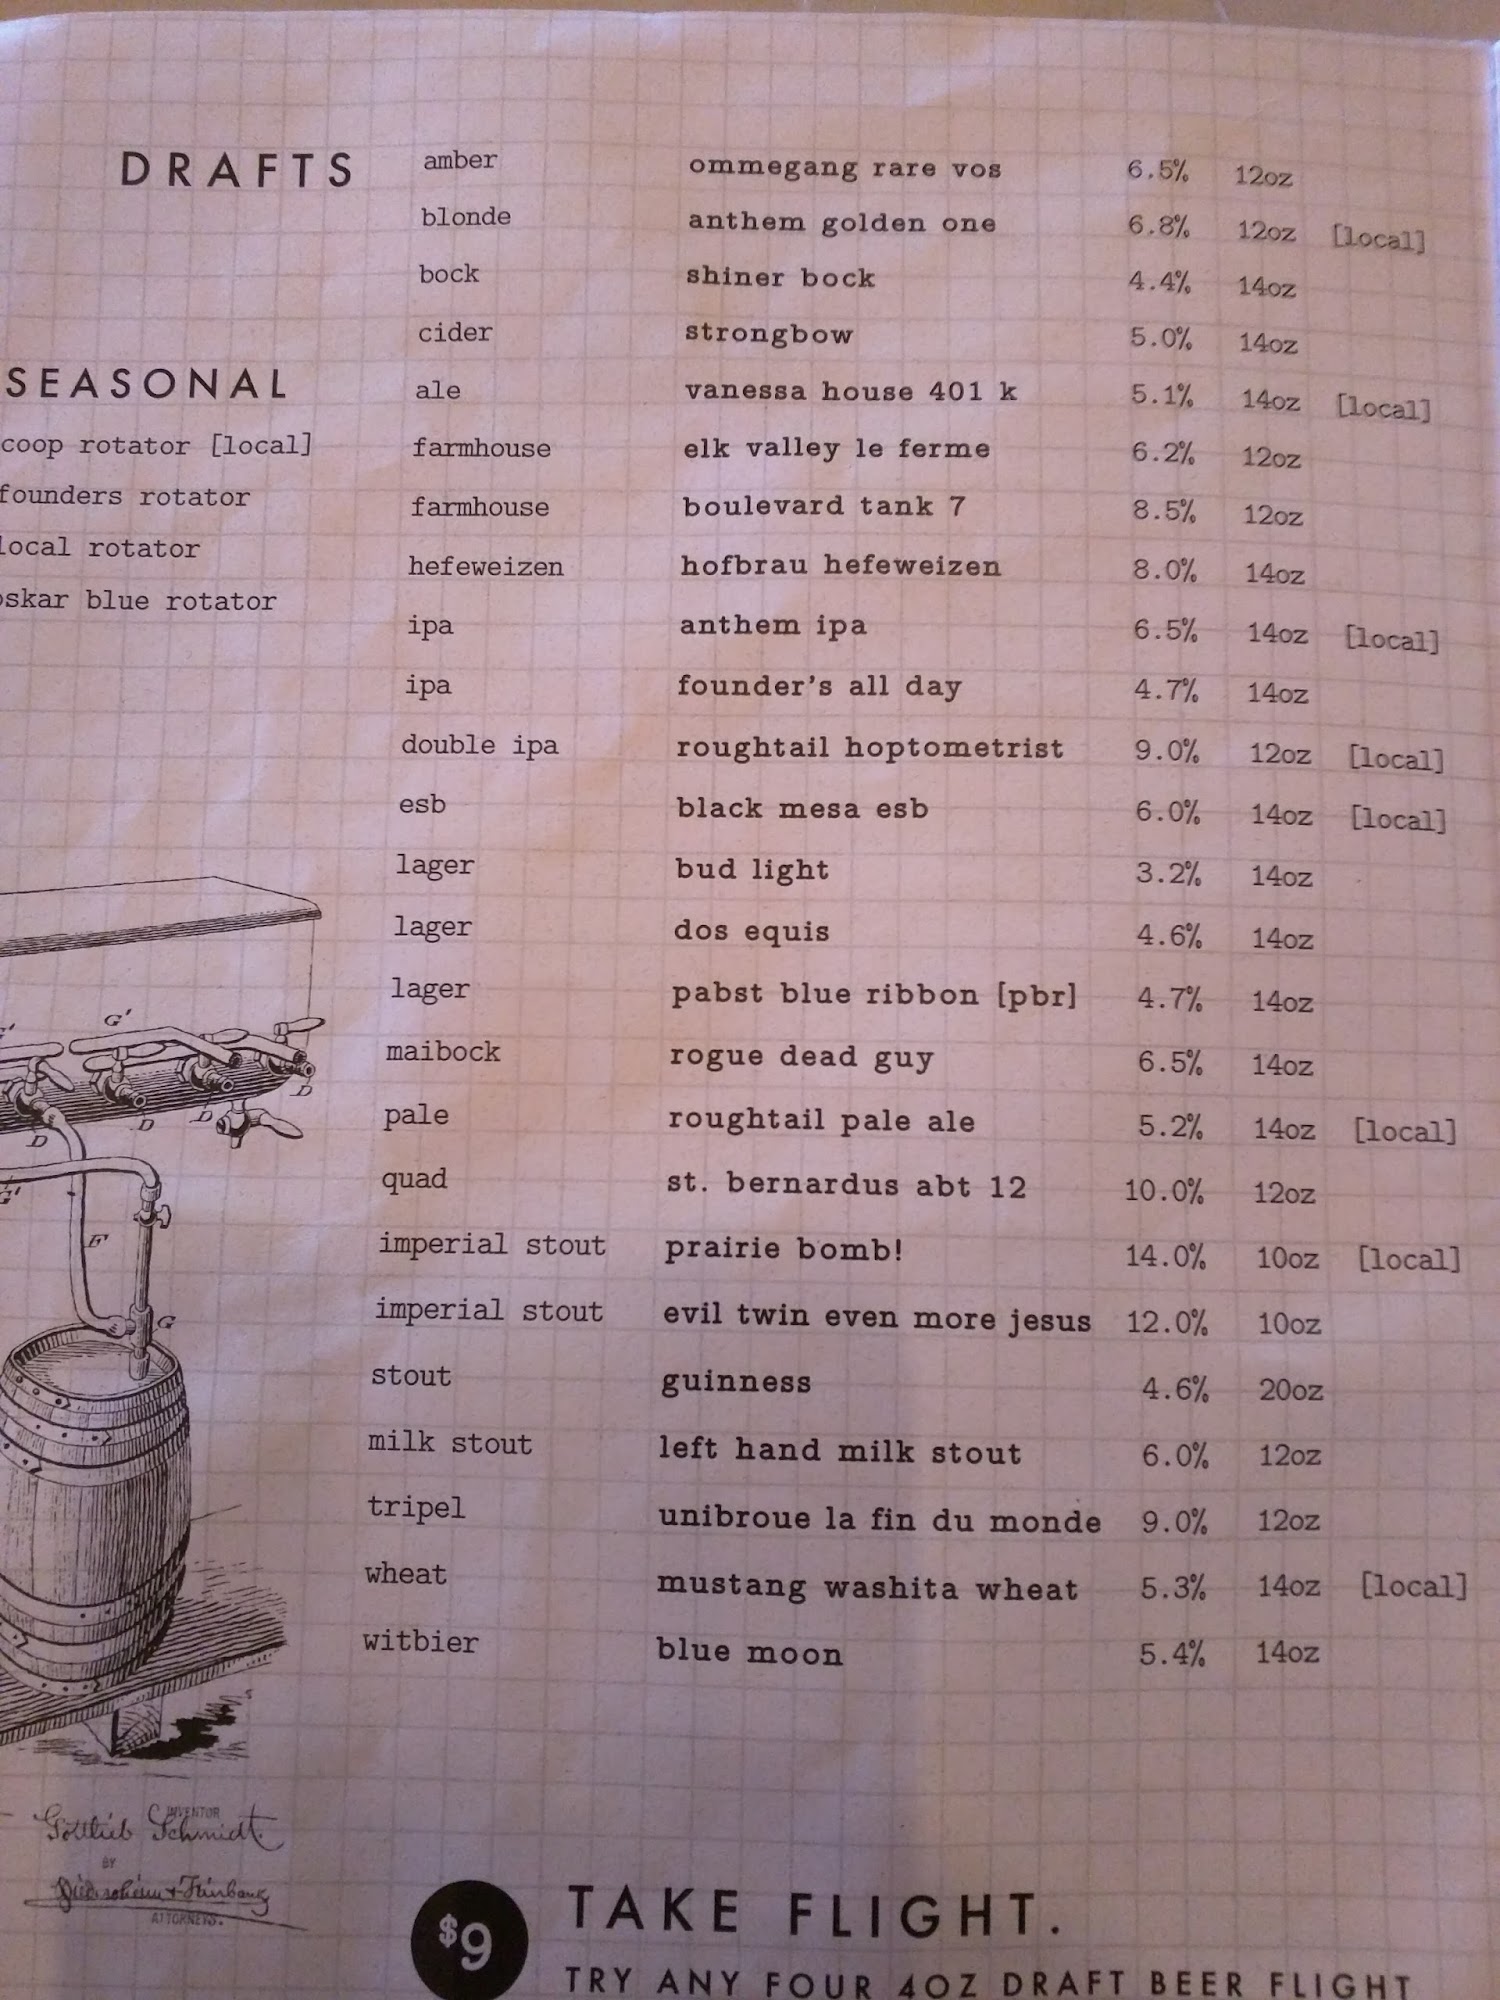 DRAFTS
amber ommegang rare vos 6.5% 12oz
blonde anthem golden one 6.8% 12oz [local]
bock shiner bock 4.4% 14oz
cider strongbow 5.0% 14oz
ale vanessa house 401 k 5.1% 14oz [local]
farmhouse elk valley le ferme 6.2% 12oz
farmhouse boulevard tank 7 8.5% 12oz
hefeweizen hofbrau hefeweizen 8.0% 14oz
ipa anthem ipa 6.5% 14oz [local]
ipa founder's all day 4.7% 14oz
double ipa roughtail hoptometrist 9.0% 12oz [local]
esb black mesa esb 6.0% 14oz [local]
lager bud light 3.2% 14oz
lager dos equis 4.6% 14oz
lager pabst blue ribbon [pbr] 4.7% 14oz
maibock rogue dead guy 6.5% 14oz
pale roughtail pale ale 5.2% 14oz [local]
quad st. bernardus abt 12 10.0% 12oz
imperial stout prairie bomb! 14.0% 10oz [local]
imperial stout evil twin even more jesus 12.0% 10oz
stout guinness 4.6% 20oz
milk stout left hand milk stout 6.0% 12oz
tripel unibroue la fin du monde 9.0% 12oz
wheat mustang washita wheat 5.3% 14oz [local]
witbier blue moon 5.4% 14oz
SEASONAL
coop rotator [local]
founders rotator
local rotator
oskar blue rotator
G'
D D D D
G'
F
G
INVENTOR
Gottlieb Schmidt.
BY
ATTORNEYS.
$9
TAKE FLIGHT.
TRY ANY FOUR 4OZ DRAFT BEER FLIGHT